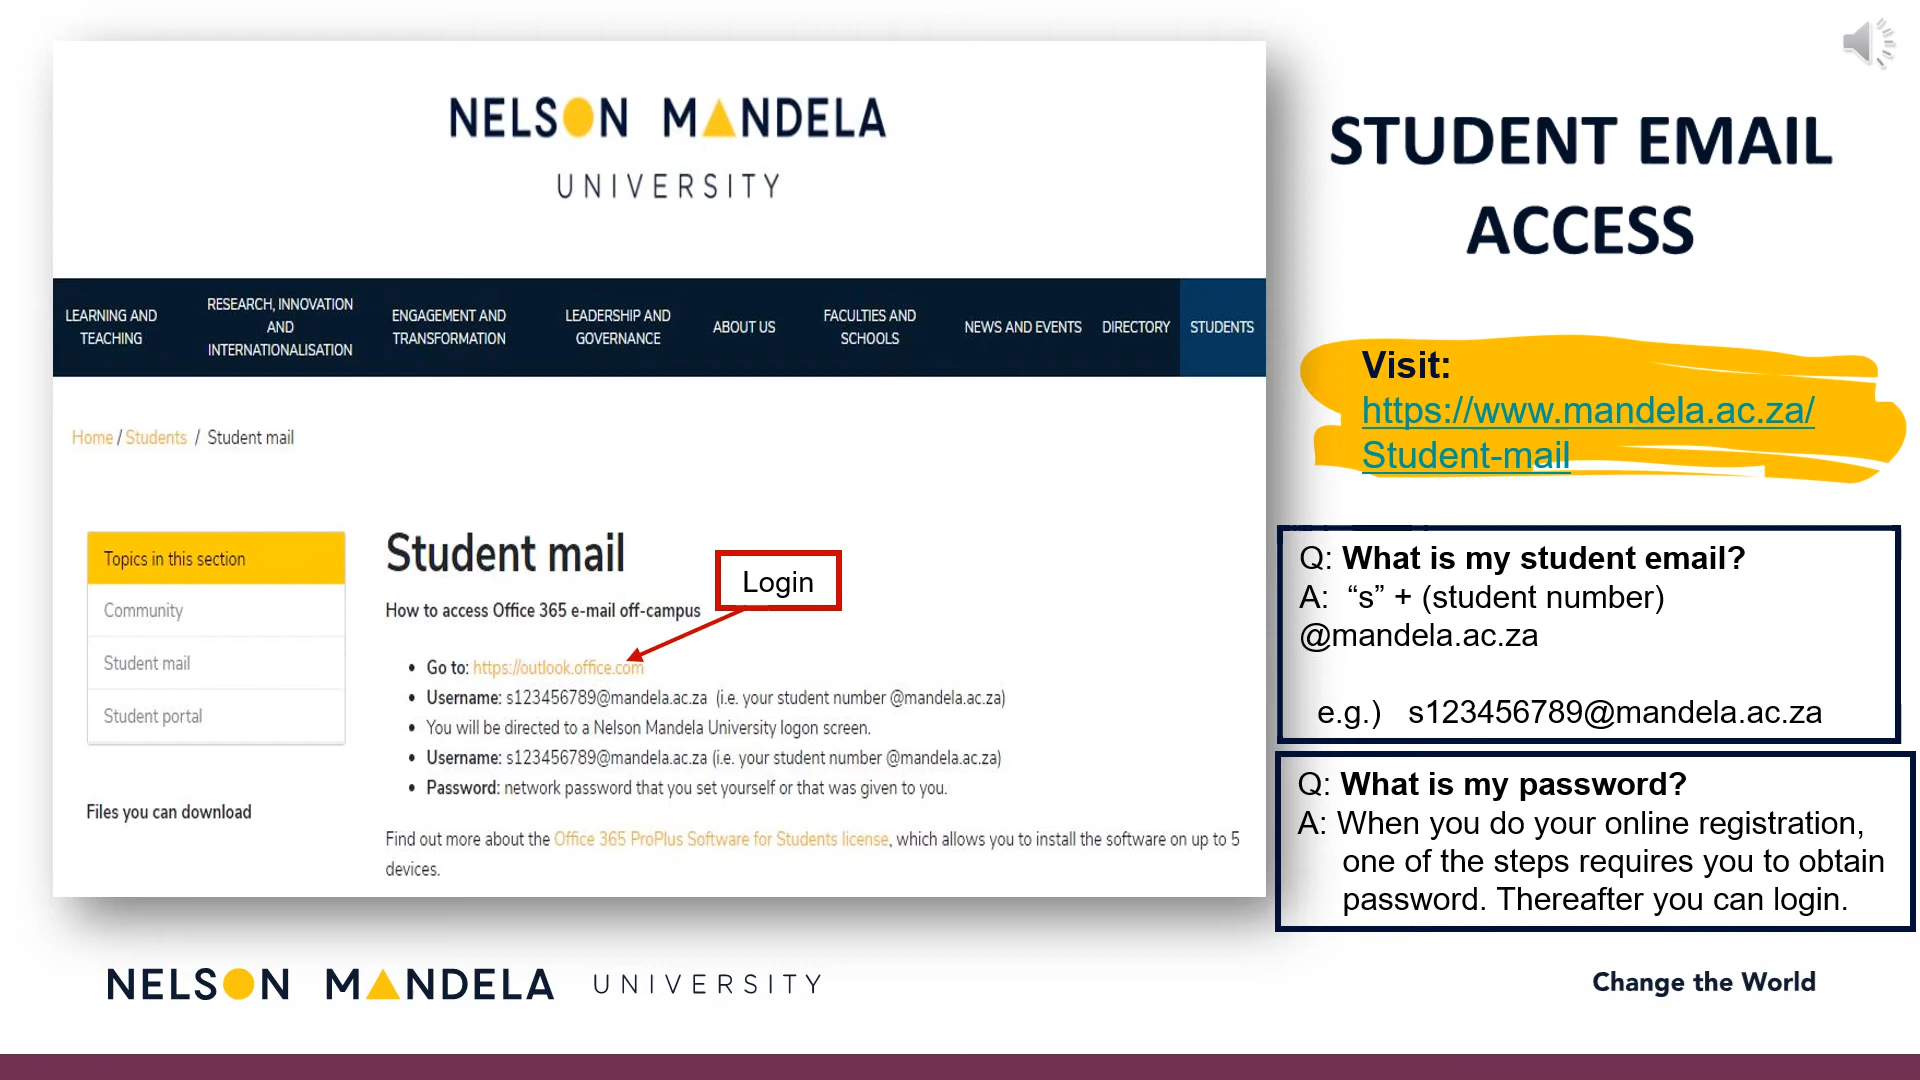 NELSON MANDELA
UNIVERSITY
LEARNING AND
TEACHING
RESEARCH, INNOVATION
AND
INTERNATIONALISATION
ENGAGEMENT AND
TRANSFORMATION
LEADERSHIP AND
GOVERNANCE
ABOUT US
FACULTIES AND
SCHOOLS
NEWS AND EVENTS
DIRECTORY
STUDENTS
Home / Students / Student mail
Topics in this section
Community
Student mail
Student portal
Files you can download
Student mail
Login
How to access Office 365 e-mail off-campus
• Go to: https://outlook.office.com
• Username: s123456789@mandela.ac.za (i.e. your student number @mandela.ac.za)
• You will be directed to a Nelson Mandela University logon screen.
• Username: s123456789@mandela.ac.za (i.e. your student number @mandela.ac.za)
• Password: network password that you set yourself or that was given to you.
Find out more about the Office 365 ProPlus Software for Students license, which allows you to install the software on up to 5
devices.
STUDENT EMAIL
ACCESS
Visit:
https://www.mandela.ac.za/
Student-mail
Q: What is my student email?
A: “s” + (student number)
@mandela.ac.za
e.g.) s123456789@mandela.ac.za
Q: What is my password?
A: When you do your online registration,
one of the steps requires you to obtain
password. Thereafter you can login.
NELSON MANDELA UNIVERSITY
Change the World